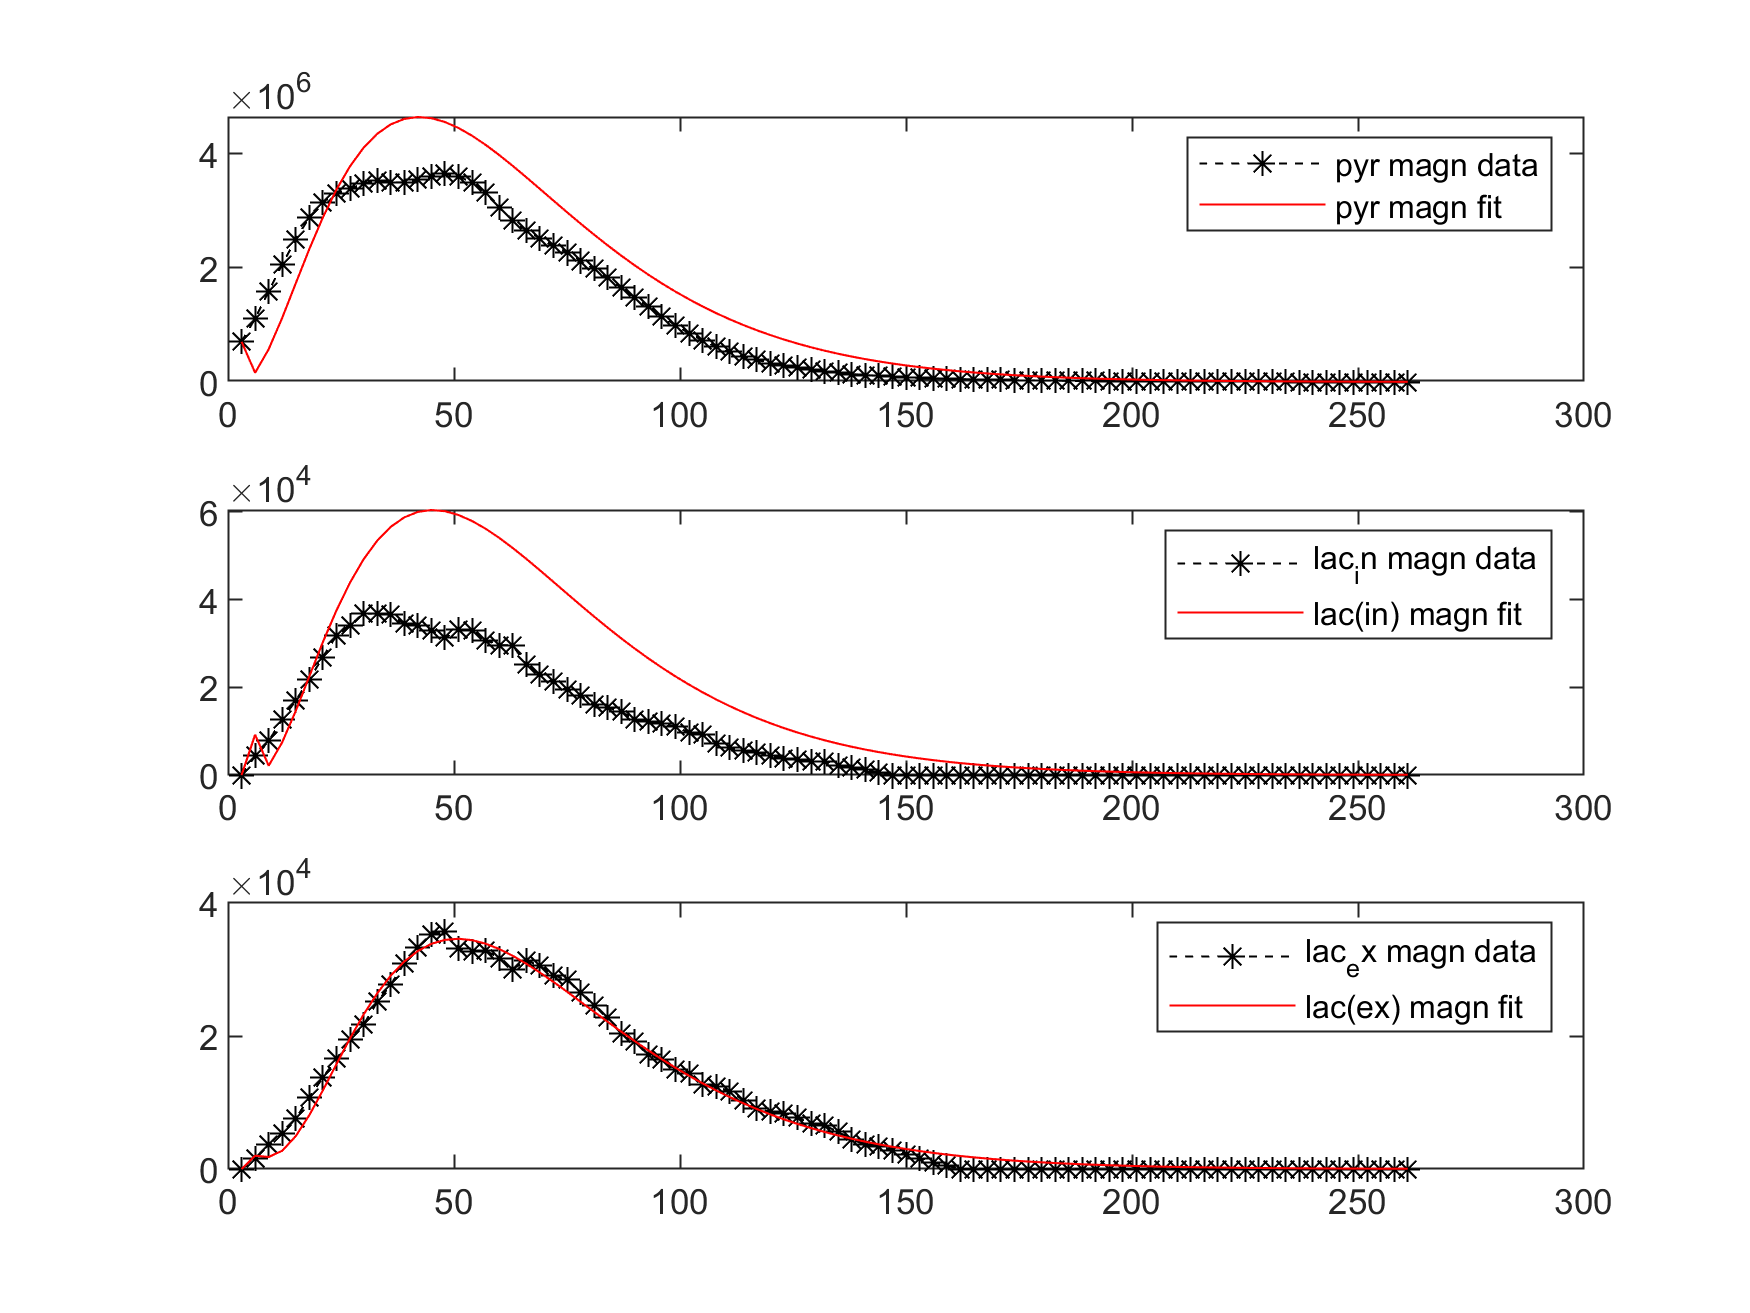 ×10^6
4
2
0
pyr magn data
pyr magn fit
0 50 100 150 200 250 300
×10^4
6
4
2
0
lac_in magn data
lac(in) magn fit
0 50 100 150 200 250 300
×10^4
4
2
0
lac_ex magn data
lac(ex) magn fit
0 50 100 150 200 250 300